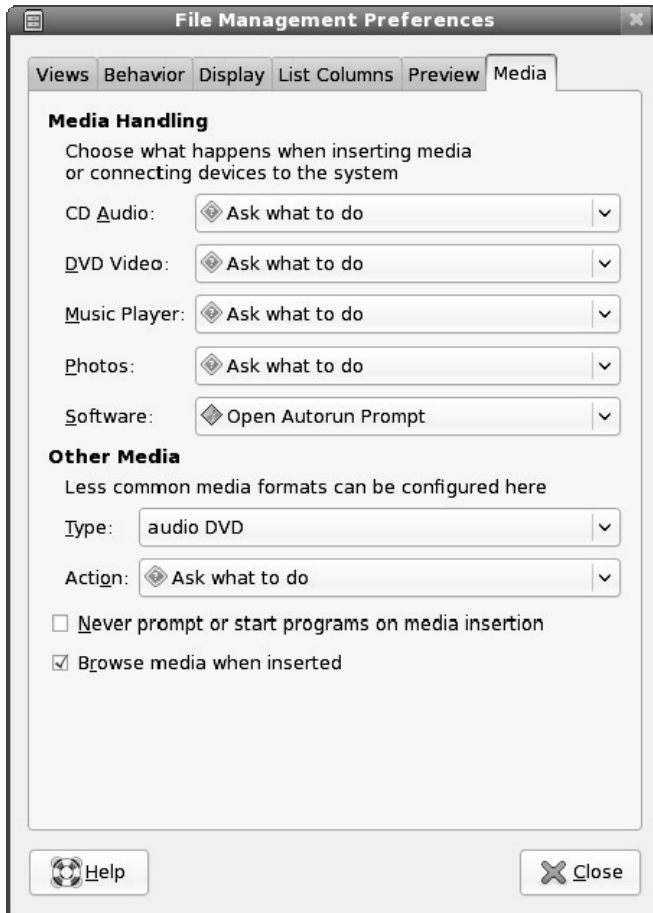 File Management Preferences
Views Behavior Display List Columns Preview Media
Media Handling
Choose what happens when inserting media
or connecting devices to the system
CD Audio: Ask what to do
DVD Video: Ask what to do
Music Player: Ask what to do
Photos: Ask what to do
Software: Open Autorun Prompt
Other Media
Less common media formats can be configured here
Type: audio DVD
Action: Ask what to do
Never prompt or start programs on media insertion
Browse media when inserted
Help Close